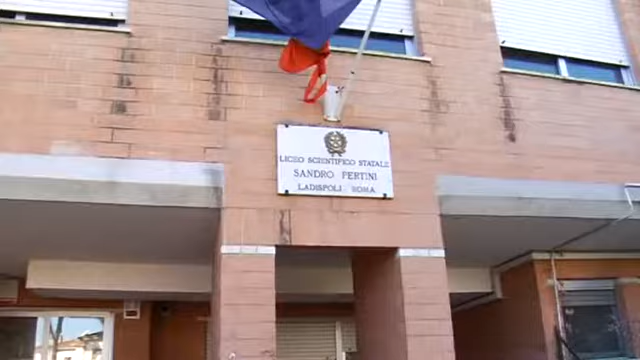 LICEO SCIENTIFICO STATALE
SANDRO PERTINI
LADISPOLI - ROMA